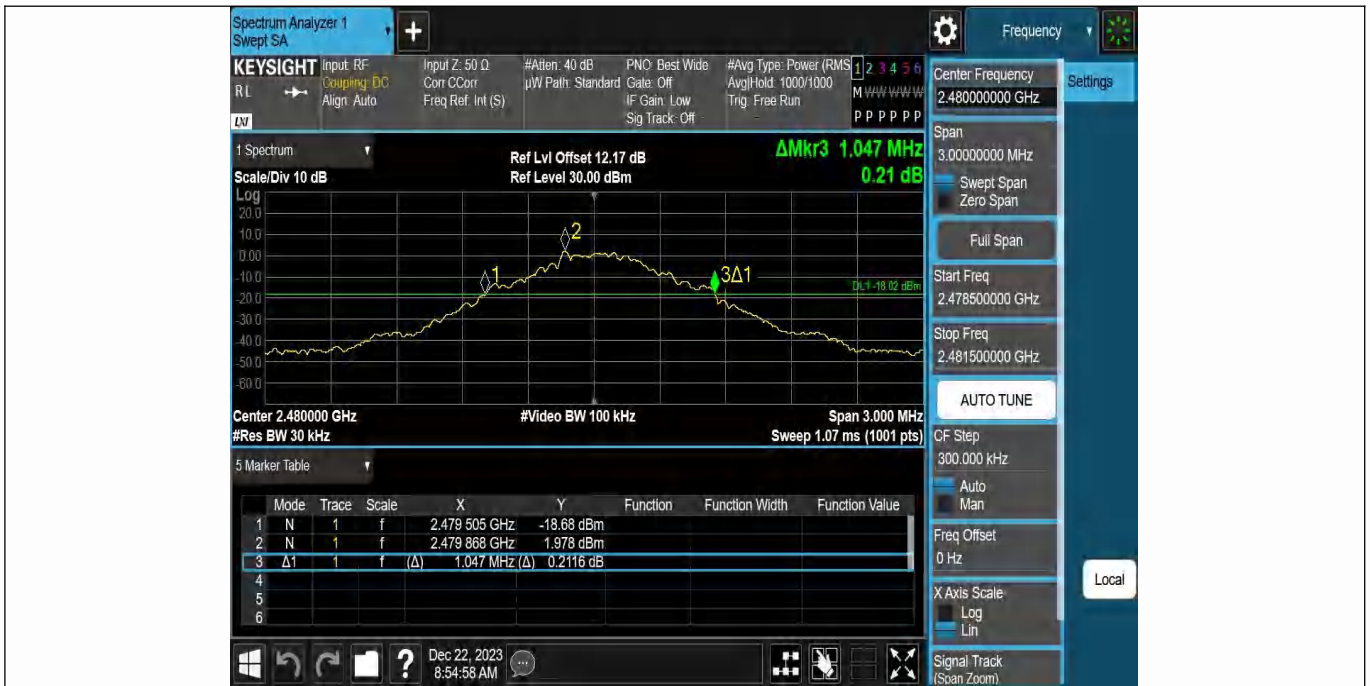 Spectrum Analyzer 1
Swept SA
Frequency
KEYSIGHT
RL
LXI
Input: RF
Coupling: DC
Align: Auto
Input Z: 50 Ω
Corr CCorr
Freq Ref: Int (S)
#Atten: 40 dB
µW Path: Standard
PNO: Best Wide
Gate: Off
IF Gain: Low
Sig Track: Off
#Avg Type: Power (RMS
Avg|Hold: 1000/1000
Trig: Free Run
1 2 3 4 5 6
M W W W W W
P P P P P P
1 Spectrum
Scale/Div 10 dB
Ref Lvl Offset 12.17 dB
Ref Level 30.00 dBm
ΔMkr3 1.047 MHz
0.21 dB
Log
20.0
10.0
0.00
-10.0
-20.0
-30.0
-40.0
-50.0
-60.0
1
2
3Δ1
DL1 -18.02 dBm
Center 2.480000 GHz
#Video BW 100 kHz
Span 3.000 MHz
#Res BW 30 kHz
Sweep 1.07 ms (1001 pts)
5 Marker Table
Mode Trace Scale X Y Function Function Width Function Value
1 N 1 f 2.479 505 GHz -18.68 dBm
2 N 1 f 2.479 868 GHz 1.978 dBm
3 Δ1 1 f (Δ) 1.047 MHz (Δ) 0.2116 dB
4
5
6
Dec 22, 2023
8:54:58 AM
Center Frequency
2.480000000 GHz
Settings
Span
3.00000000 MHz
Swept Span
Zero Span
Full Span
Start Freq
2.478500000 GHz
Stop Freq
2.481500000 GHz
AUTO TUNE
CF Step
300.000 kHz
Auto
Man
Freq Offset
0 Hz
Local
X Axis Scale
Log
Lin
Signal Track
(Span Zoom)